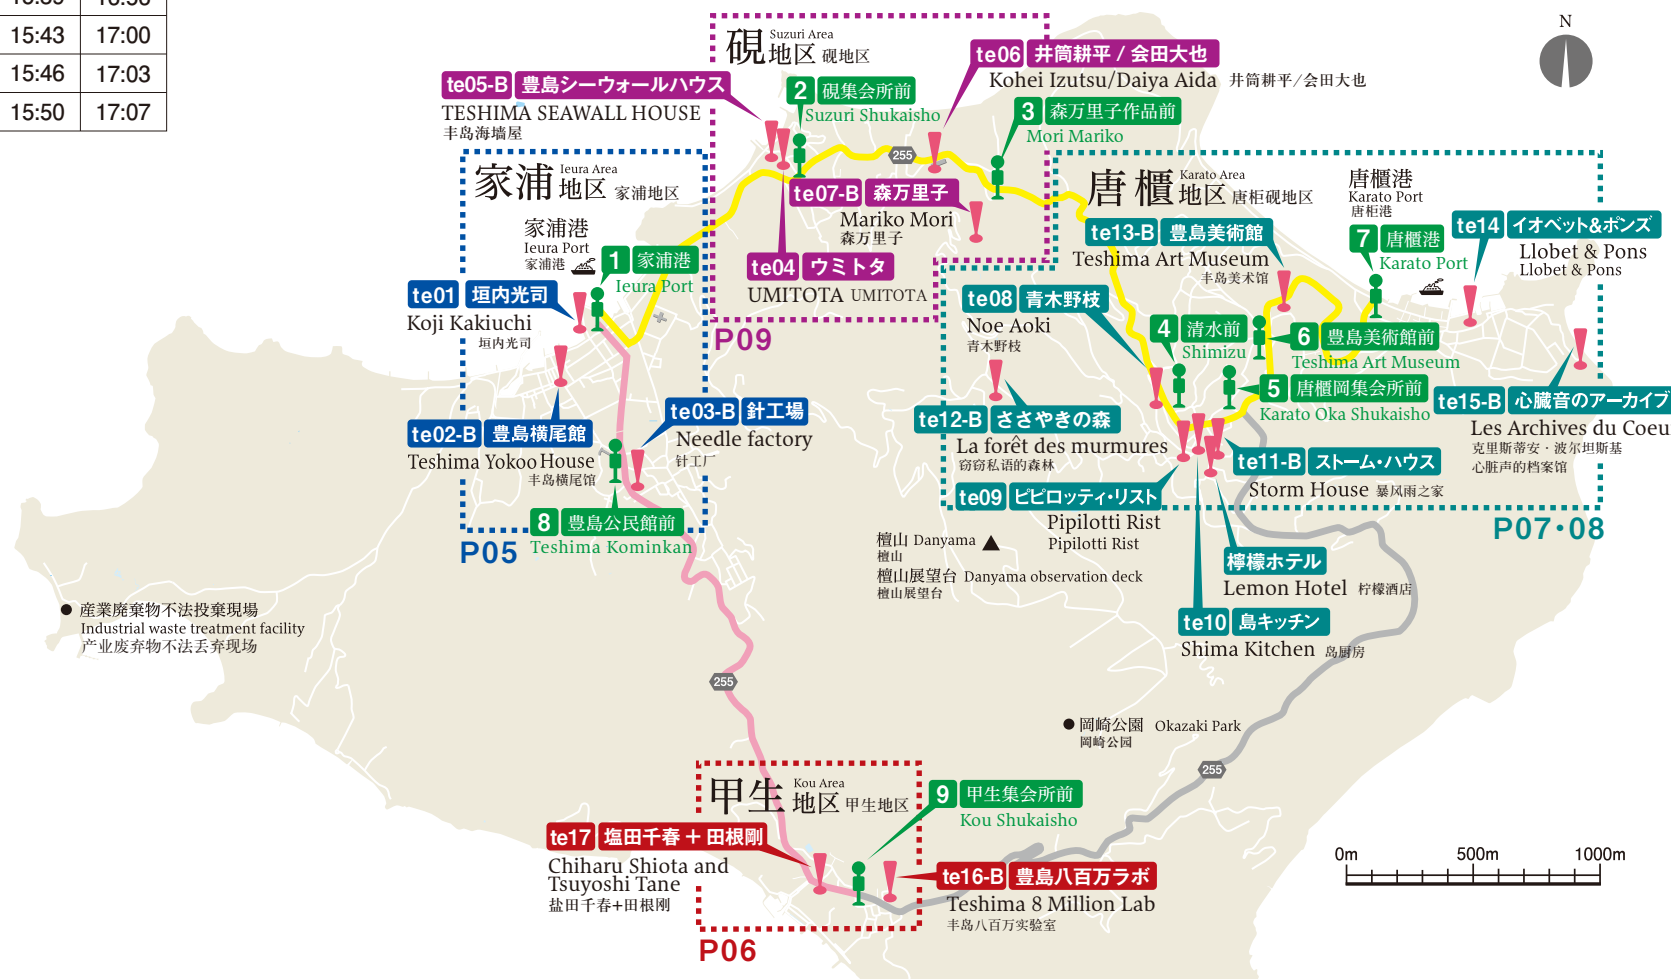 15:43 17:00
15:46 17:03
15:50 17:07
N
硯地区 Suzuri Area 硯地区
te05-B 豊島シーウォールハウス
TESHIMA SEAWALL HOUSE
丰岛海墙屋
2 硯集会所前
Suzuri Shukaisho
te06 井筒耕平 / 会田大也
Kohei Izutsu/Daiya Aida 井筒耕平/会田大也
3 森万里子作品前
Mori Mariko
255
te07-B 森万里子
Mariko Mori
森万里子
te04 ウミトタ
UMITOTA UMITOTA
P09
家浦地区 Ieura Area 家浦地区
家浦港
Ieura Port
家浦港
1 家浦港
Ieura Port
te01 垣内光司
Koji Kakiuchi
垣内光司
te02-B 豊島横尾館
Teshima Yokoo House
丰岛横尾馆
te03-B 針工場
Needle factory
针工厂
8 豊島公民館前
Teshima Kominkan
P05
唐櫃地区 Karato Area 唐柜砚地区
唐櫃港
Karato Port
唐柜港
7 唐櫃港
Karato Port
te13-B 豊島美術館
Teshima Art Museum
丰岛美术馆
te14 イオベット&ポンズ
Llobet & Pons
Llobet & Pons
te08 青木野枝
Noe Aoki
青木野枝
4 清水前
Shimizu
6 豊島美術館前
Teshima Art Museum
5 唐櫃岡集会所前
Karato Oka Shukaisho
te15-B 心臓音のアーカイブ
Les Archives du Coeu
克里斯蒂安・波尔坦斯基
心脏声的档案馆
te12-B ささやきの森
La forêt des murmures
窃窃私语的森林
te11-B ストーム・ハウス
Storm House 暴风雨之家
te09 ピピロッティ・リスト
Pipilotti Rist
Pipilotti Rist
P07・08
檸檬ホテル
Lemon Hotel 柠檬酒店
te10 島キッチン
Shima Kitchen 岛厨房
檀山 Danyama
檀山
檀山展望台 Danyama observation deck
檀山展望台
産業廃棄物不法投棄現場
Industrial waste treatment facility
产业废弃物不法丢弃现场
255
岡崎公園 Okazaki Park
岡崎公园
255
甲生地区 Kou Area 甲生地区
9 甲生集会所前
Kou Shukaisho
te17 塩田千春 + 田根剛
Chiharu Shiota and
Tsuyoshi Tane
盐田千春+田根刚
te16-B 豊島八百万ラボ
Teshima 8 Million Lab
丰岛八百万实验室
P06
0m 500m 1000m